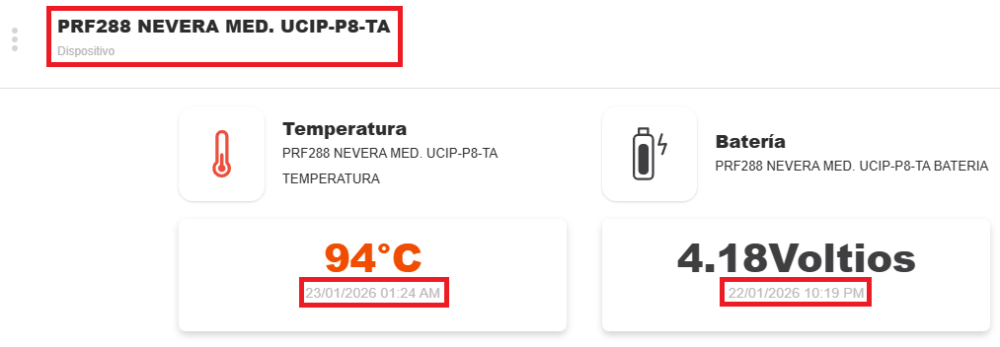 PRF288 NEVERA MED. UCIP-P8-TA
Dispositivo
Temperatura
PRF288 NEVERA MED. UCIP-P8-TA
TEMPERATURA
94°C
23/01/2026 01:24 AM
Batería
PRF288 NEVERA MED. UCIP-P8-TA BATERIA
4.18Voltios
22/01/2026 10:19 PM